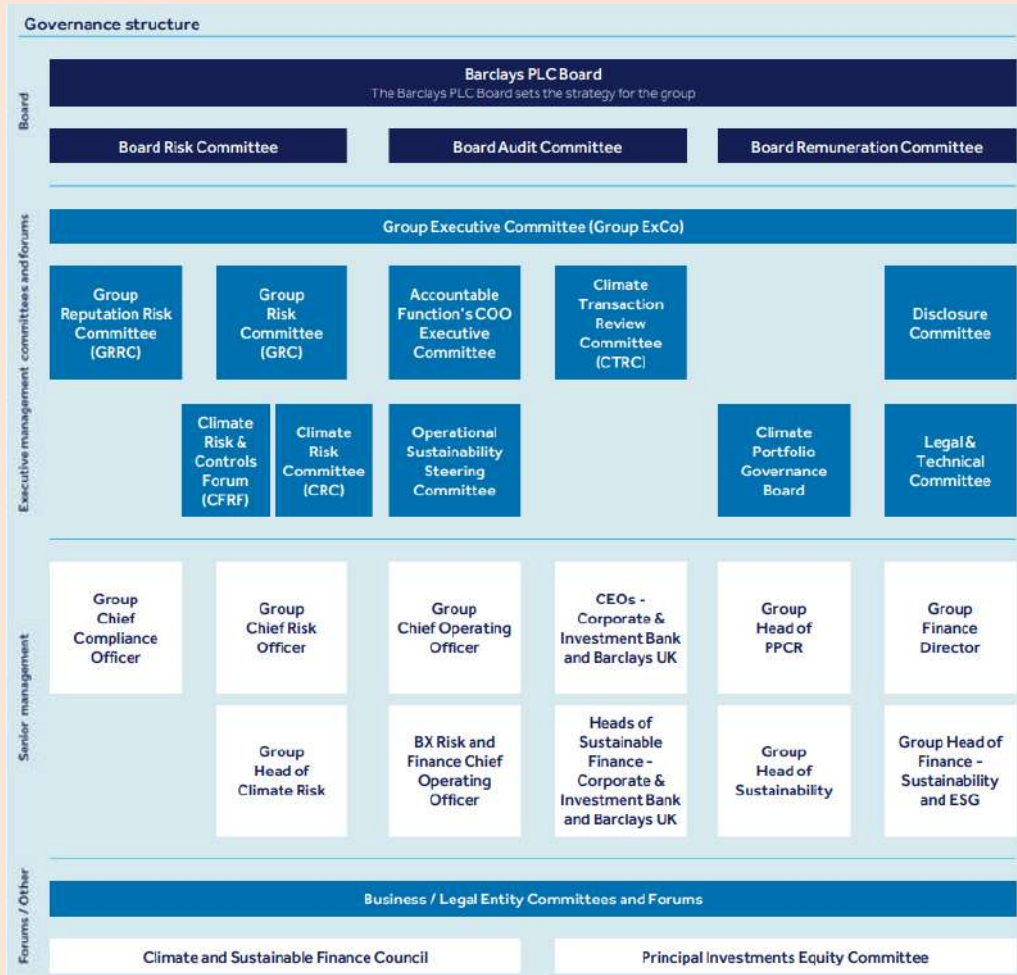 Governance structure
Board
Barclays PLC Board
The Barclays PLC Board sets the strategy for the group
Board Risk Committee
Board Audit Committee
Board Remuneration Committee
Executive management committees and forums
Group Executive Committee (Group ExCo)
Group
Reputation Risk
Committee
(GRRC)
Group
Risk
Committee
(GRC)
Accountable
Function's COO
Executive
Committee
Climate
Transaction
Review
Committee
(CTRC)
Disclosure
Committee
Climate
Risk &
Controls
Forum
(CFRF)
Climate
Risk
Committee
(CRC)
Operational
Sustainability
Steering
Committee
Climate
Portfolio
Governance
Board
Legal &
Technical
Committee
Senior management
Group
Chief
Compliance
Officer
Group
Chief Risk
Officer
Group
Chief Operating
Officer
CEOs -
Corporate &
Investment Bank
and Barclays UK
Group
Head of
PPCR
Group
Finance
Director
Group
Head of
Climate Risk
BX Risk and
Finance Chief
Operating
Officer
Heads of
Sustainable
Finance -
Corporate &
Investment Bank
and Barclays UK
Group
Head of
Sustainability
Group Head of
Finance -
Sustainability
and ESG
Forums / Other
Business / Legal Entity Committees and Forums
Climate and Sustainable Finance Council
Principal Investments Equity Committee